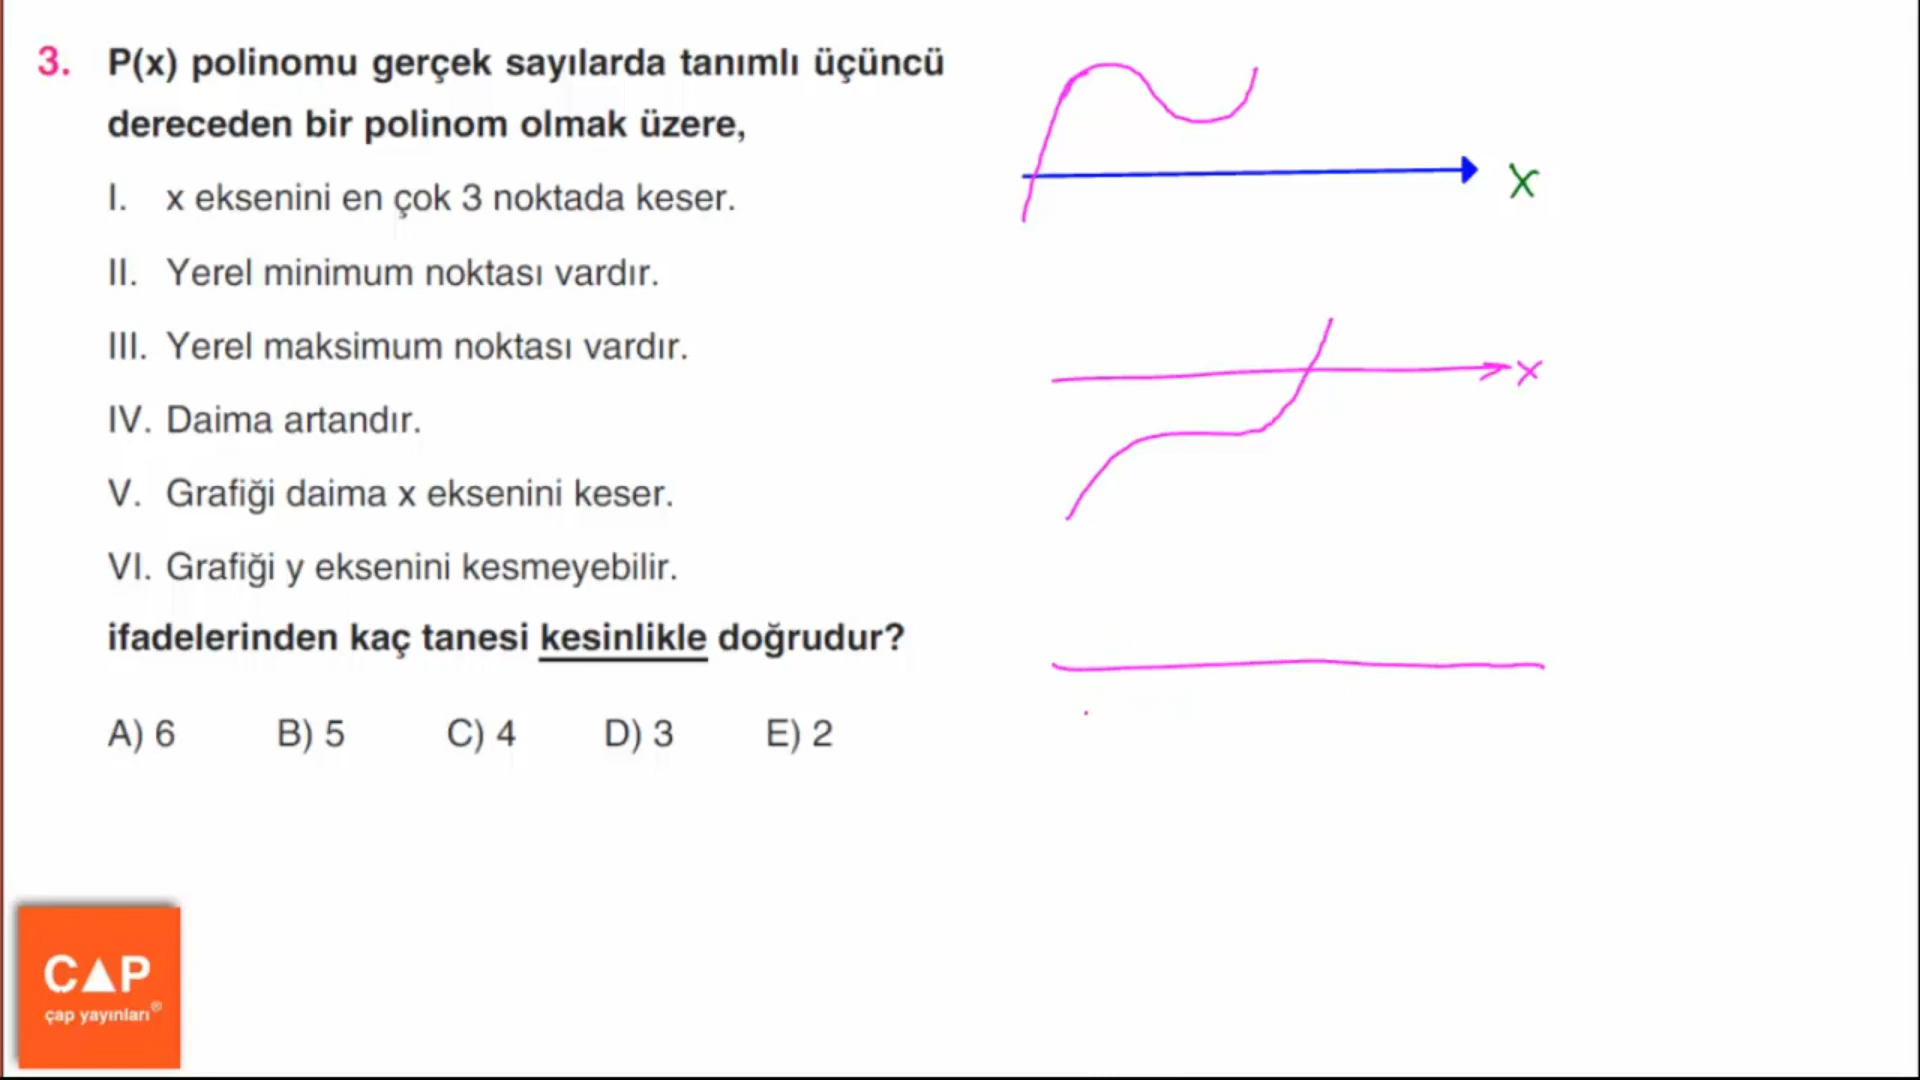 3. P(x) polinomu gerçek sayılarda tanımlı üçüncü
dereceden bir polinom olmak üzere,
I. x eksenini en çok 3 noktada keser.
II. Yerel minimum noktası vardır.
III. Yerel maksimum noktası vardır.
IV. Daima artandır.
V. Grafiği daima x eksenini keser.
VI. Grafiği y eksenini kesmeyebilir.
ifadelerinden kaç tanesi kesinlikle doğrudur?
A) 6 B) 5 C) 4 D) 3 E) 2
x
x
CAP
çap yayınları®